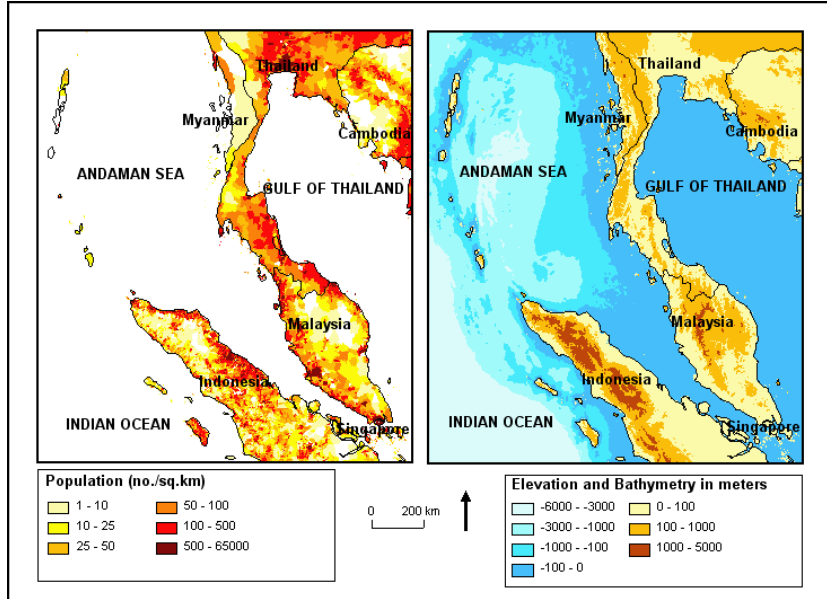 Thailand
Myanmar
Cambodia
ANDAMAN SEA
GULF OF THAILAND
Malaysia
Indonesia
INDIAN OCEAN
Singapore
Thailand
Myanmar
Cambodia
ANDAMAN SEA
GULF OF THAILAND
Malaysia
Indonesia
INDIAN OCEAN
Singapore
Population (no./sq.km)
1 - 10
10 - 25
25 - 50
50 - 100
100 - 500
500 - 65000
0 200 km
Elevation and Bathymetry in meters
-6000 - -3000
-3000 - -1000
-1000 - -100
-100 - 0
0 - 100
100 - 1000
1000 - 5000